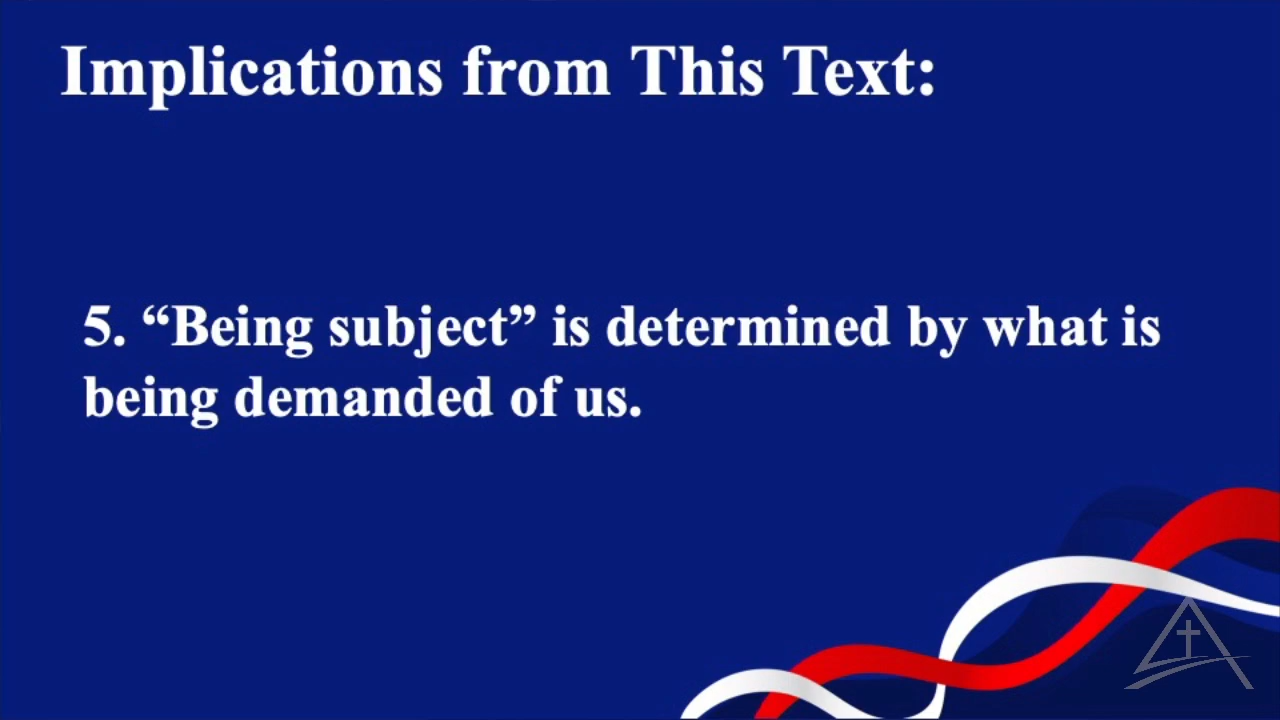 Implications from This Text:
5. “Being subject” is determined by what is
being demanded of us.